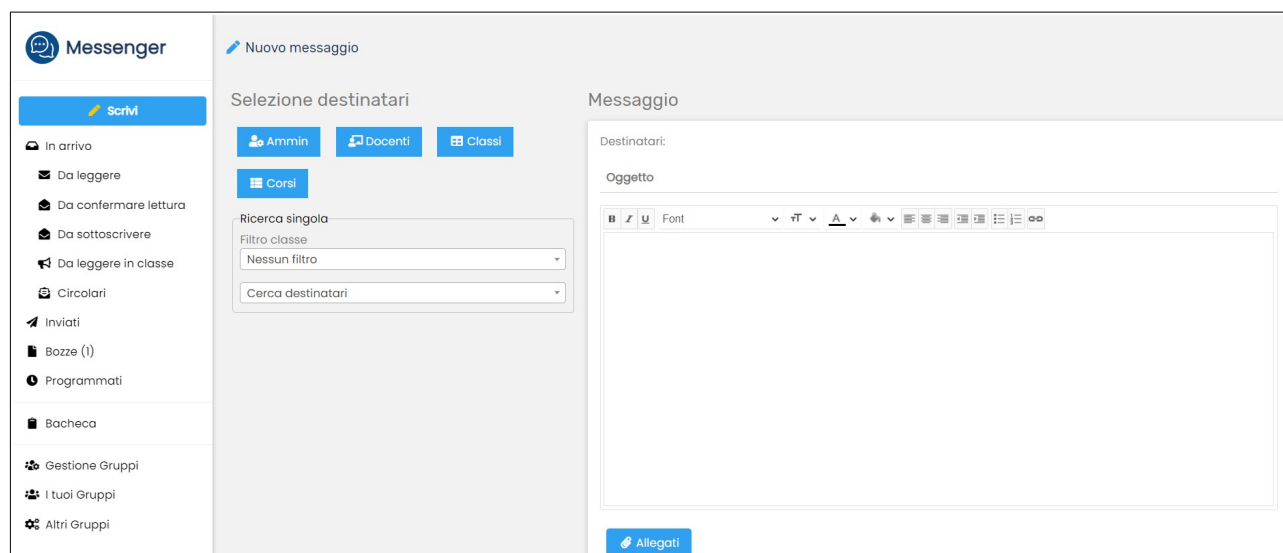 Messenger
Scrivi
In arrivo
Da leggere
Da confermare lettura
Da sottoscrivere
Da leggere in classe
Circolari
Inviati
Bozze (1)
Programmati
Bacheca
Gestione Gruppi
I tuoi Gruppi
Altri Gruppi
Nuovo messaggio
Selezione destinatari
Ammin Docenti Classi
Corsi
Ricerca singola
Filtro classe
Nessun filtro
Cerca destinatari
Messaggio
Destinatari:
Oggetto
B I U Font TT A
Allegati